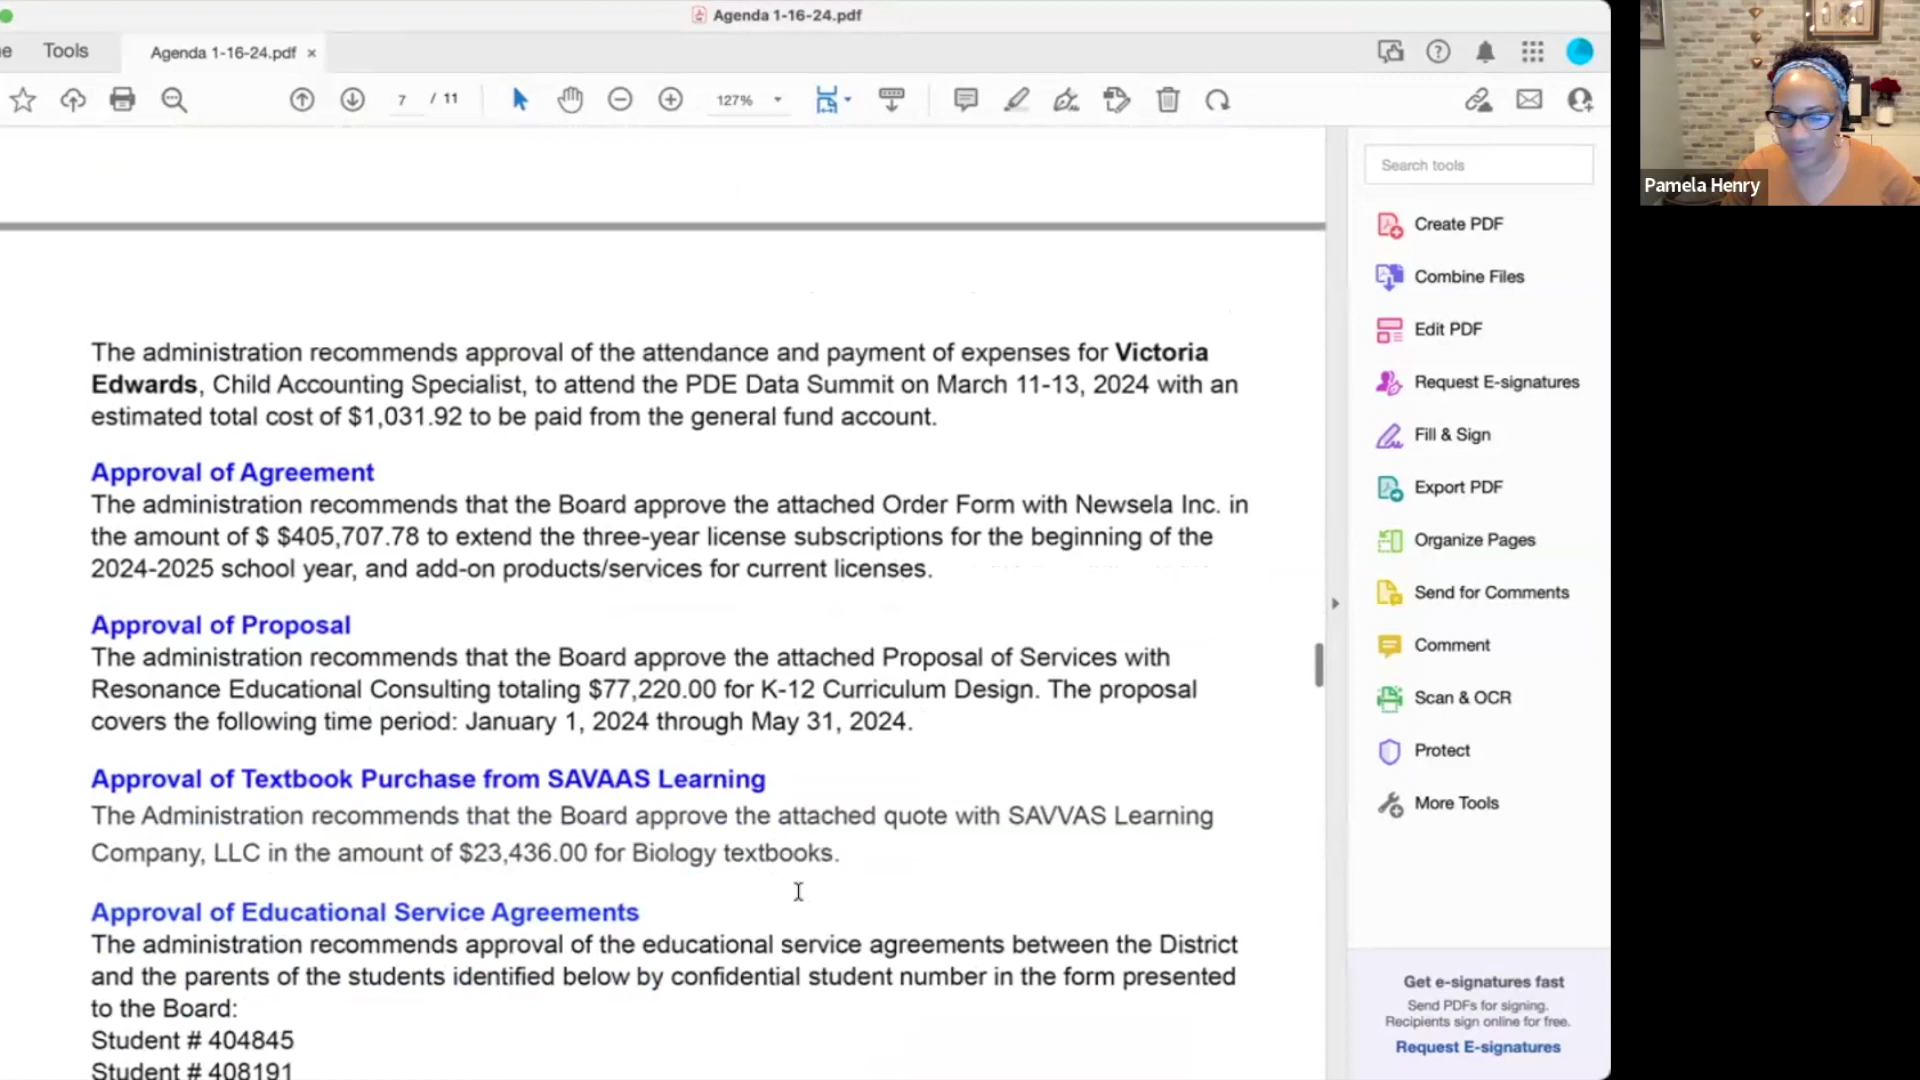 Agenda 1-16-24.pdf
e
Tools
Agenda 1-16-24.pdf ×
7 / 11
127%
Pamela Henry
Search tools
Create PDF
Combine Files
Edit PDF
Request E-signatures
Fill & Sign
Export PDF
Organize Pages
Send for Comments
Comment
Scan & OCR
Protect
More Tools
Get e-signatures fast
Send PDFs for signing.
Recipients sign online for free.
Request E-signatures
The administration recommends approval of the attendance and payment of expenses for Victoria
Edwards, Child Accounting Specialist, to attend the PDE Data Summit on March 11-13, 2024 with an
estimated total cost of $1,031.92 to be paid from the general fund account.
Approval of Agreement
The administration recommends that the Board approve the attached Order Form with Newsela Inc. in
the amount of $ $405,707.78 to extend the three-year license subscriptions for the beginning of the
2024-2025 school year, and add-on products/services for current licenses.
Approval of Proposal
The administration recommends that the Board approve the attached Proposal of Services with
Resonance Educational Consulting totaling $77,220.00 for K-12 Curriculum Design. The proposal
covers the following time period: January 1, 2024 through May 31, 2024.
Approval of Textbook Purchase from SAVAAS Learning
The Administration recommends that the Board approve the attached quote with SAVVAS Learning
Company, LLC in the amount of $23,436.00 for Biology textbooks.
Approval of Educational Service Agreements
The administration recommends approval of the educational service agreements between the District
and the parents of the students identified below by confidential student number in the form presented
to the Board:
Student # 404845
Student # 408191